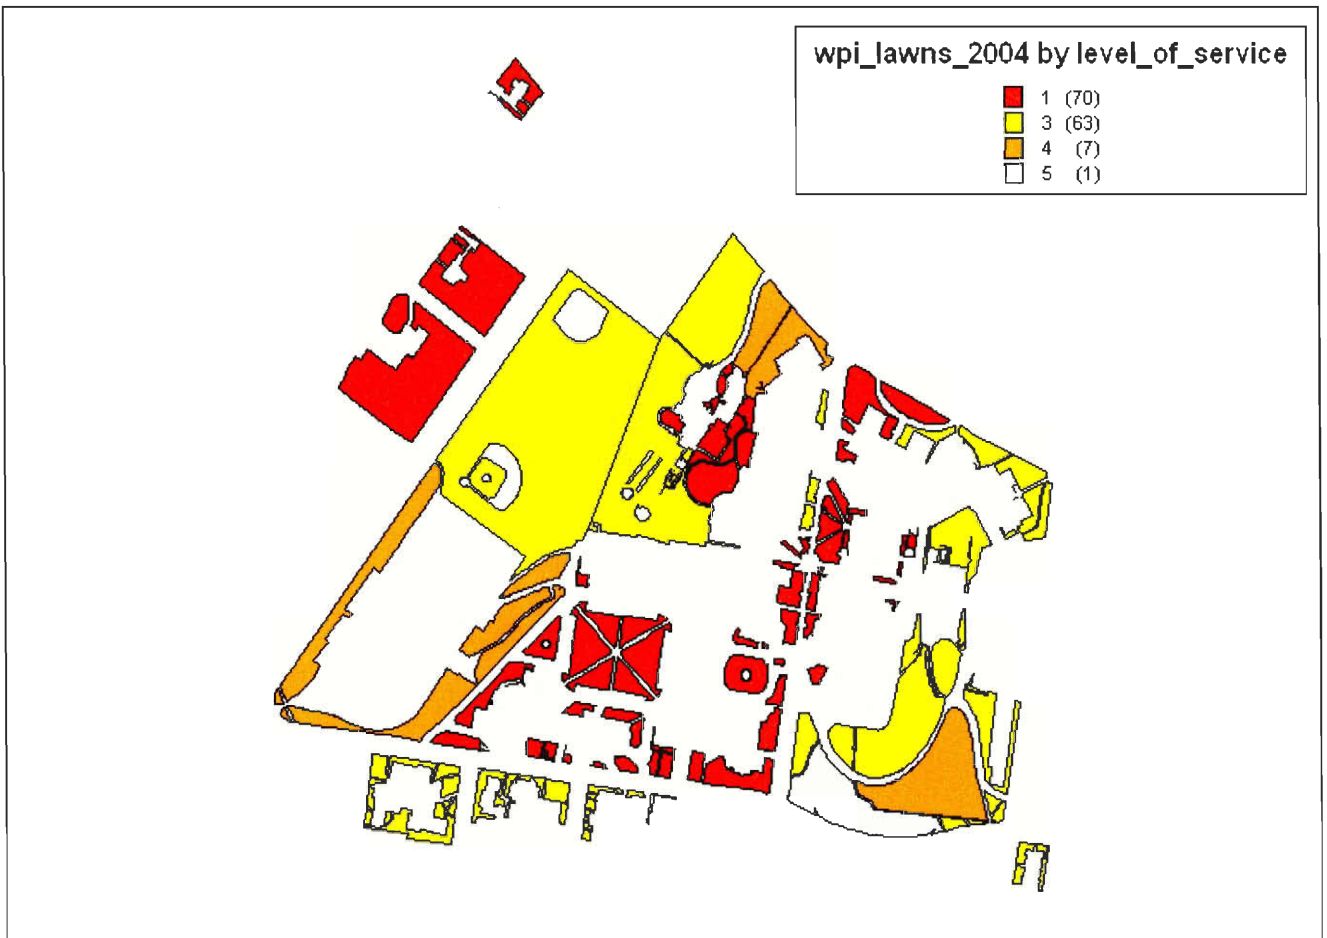 wpi_lawns_2004 by level_of_service
1 (70)
3 (63)
4 (7)
5 (1)